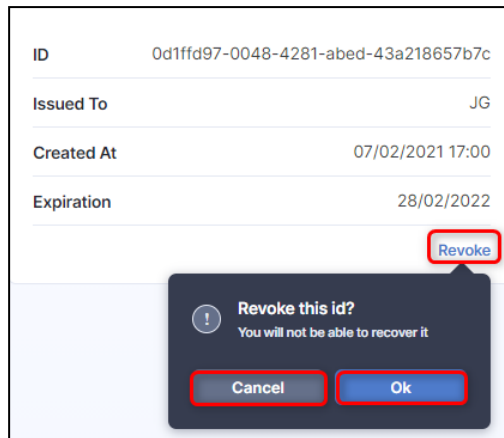 ID 0d1ffd97-0048-4281-abed-43a218657b7c
Issued To JG
Created At 07/02/2021 17:00
Expiration 28/02/2022
Revoke
!
Revoke this id?
You will not be able to recover it
Cancel Ok